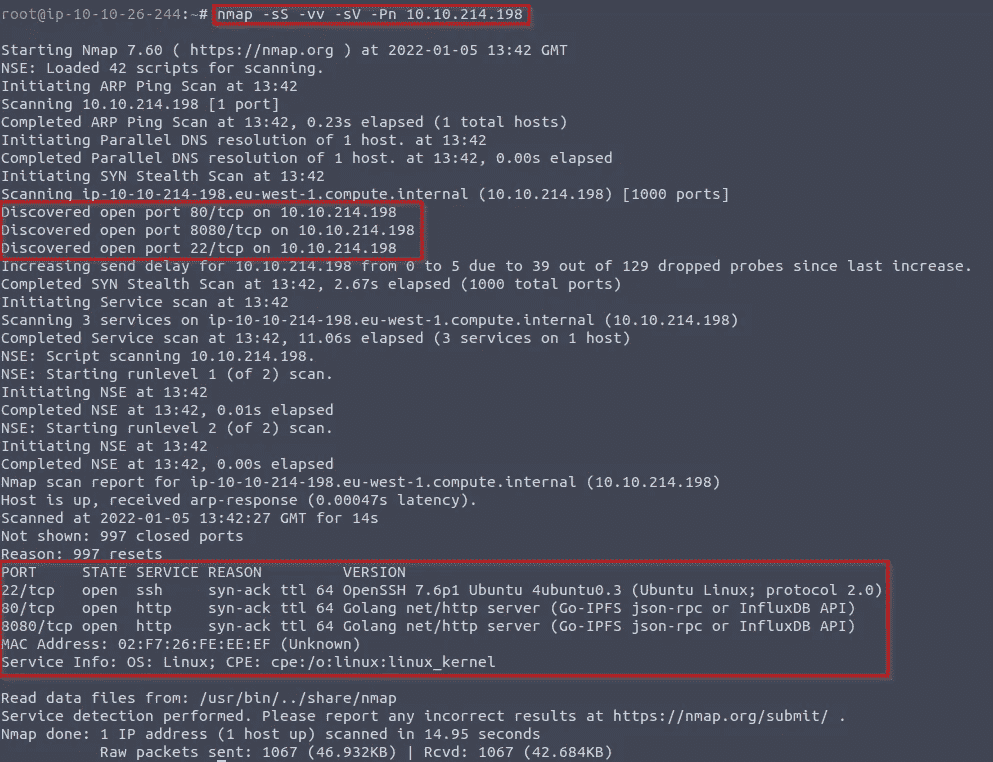 root@ip-10-10-26-244:~# nmap -sS -vv -sV -Pn 10.10.214.198
Starting Nmap 7.60 ( https://nmap.org ) at 2022-01-05 13:42 GMT
NSE: Loaded 42 scripts for scanning.
Initiating ARP Ping Scan at 13:42
Scanning 10.10.214.198 [1 port]
Completed ARP Ping Scan at 13:42, 0.23s elapsed (1 total hosts)
Initiating Parallel DNS resolution of 1 host. at 13:42
Completed Parallel DNS resolution of 1 host. at 13:42, 0.00s elapsed
Initiating SYN Stealth Scan at 13:42
Scanning ip-10-10-214-198.eu-west-1.compute.internal (10.10.214.198) [1000 ports]
Discovered open port 80/tcp on 10.10.214.198
Discovered open port 8080/tcp on 10.10.214.198
Discovered open port 22/tcp on 10.10.214.198
Increasing send delay for 10.10.214.198 from 0 to 5 due to 39 out of 129 dropped probes since last increase.
Completed SYN Stealth Scan at 13:42, 2.67s elapsed (1000 total ports)
Initiating Service scan at 13:42
Scanning 3 services on ip-10-10-214-198.eu-west-1.compute.internal (10.10.214.198)
Completed Service scan at 13:42, 11.06s elapsed (3 services on 1 host)
NSE: Script scanning 10.10.214.198.
NSE: Starting runlevel 1 (of 2) scan.
Initiating NSE at 13:42
Completed NSE at 13:42, 0.01s elapsed
NSE: Starting runlevel 2 (of 2) scan.
Initiating NSE at 13:42
Completed NSE at 13:42, 0.00s elapsed
Nmap scan report for ip-10-10-214-198.eu-west-1.compute.internal (10.10.214.198)
Host is up, received arp-response (0.00047s latency).
Scanned at 2022-01-05 13:42:27 GMT for 14s
Not shown: 997 closed ports
Reason: 997 resets
PORT     STATE SERVICE REASON         VERSION
22/tcp   open  ssh     syn-ack ttl 64 OpenSSH 7.6p1 Ubuntu 4ubuntu0.3 (Ubuntu Linux; protocol 2.0)
80/tcp   open  http    syn-ack ttl 64 Golang net/http server (Go-IPFS json-rpc or InfluxDB API)
8080/tcp open  http    syn-ack ttl 64 Golang net/http server (Go-IPFS json-rpc or InfluxDB API)
MAC Address: 02:F7:26:FE:EE:EF (Unknown)
Service Info: OS: Linux; CPE: cpe:/o:linux:linux_kernel
Read data files from: /usr/bin/../share/nmap
Service detection performed. Please report any incorrect results at https://nmap.org/submit/ .
Nmap done: 1 IP address (1 host up) scanned in 14.95 seconds
           Raw packets sent: 1067 (46.932KB) | Rcvd: 1067 (42.684KB)